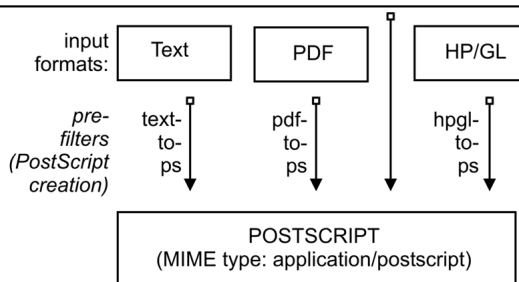 input
formats:
Text
PDF
HP/GL
pre-
filters
(PostScript
creation)
text-
to-
ps
pdf-
to-
ps
hpgl-
to-
ps
POSTSCRIPT
(MIME type: application/postscript)